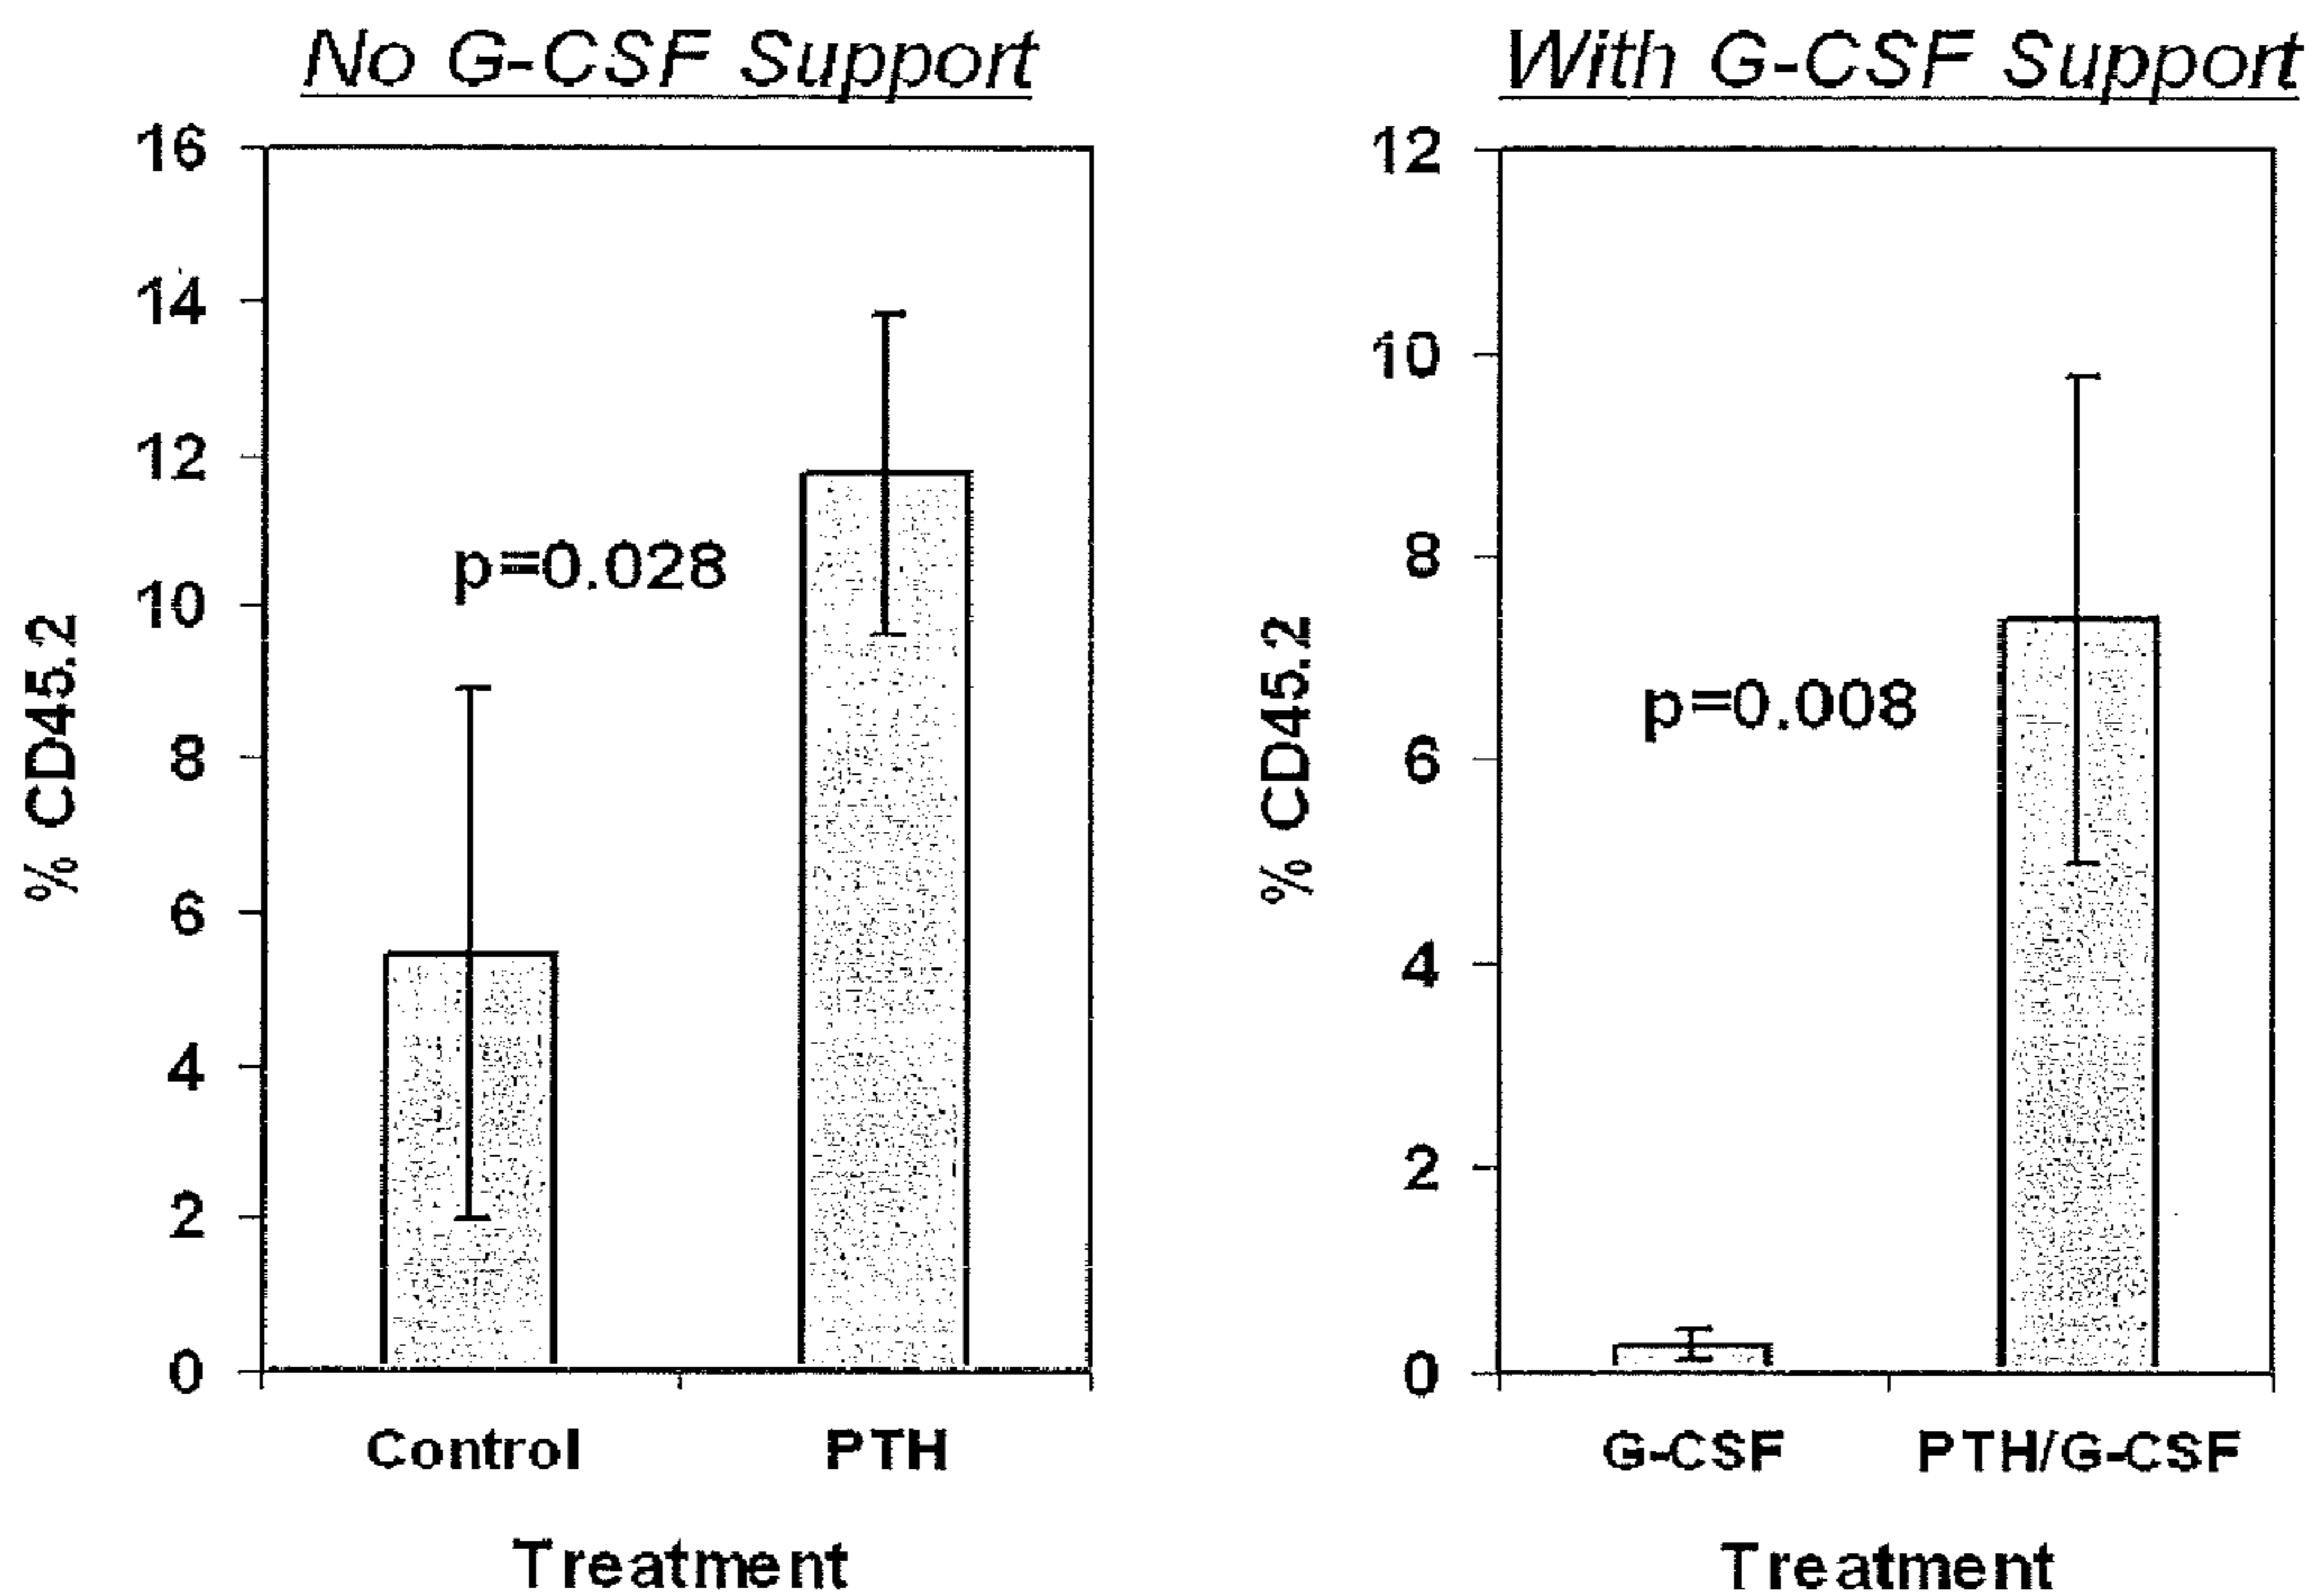 No G-CSF Support
16
14
12
10
8
6
4
2
0
% CD45.2
p=0.028
Control PTH
Treatment
With G-CSF Support
12
10
8
6
4
2
0
% CD45.2
p=0.008
G-CSF PTH/G-CSF
Treatment